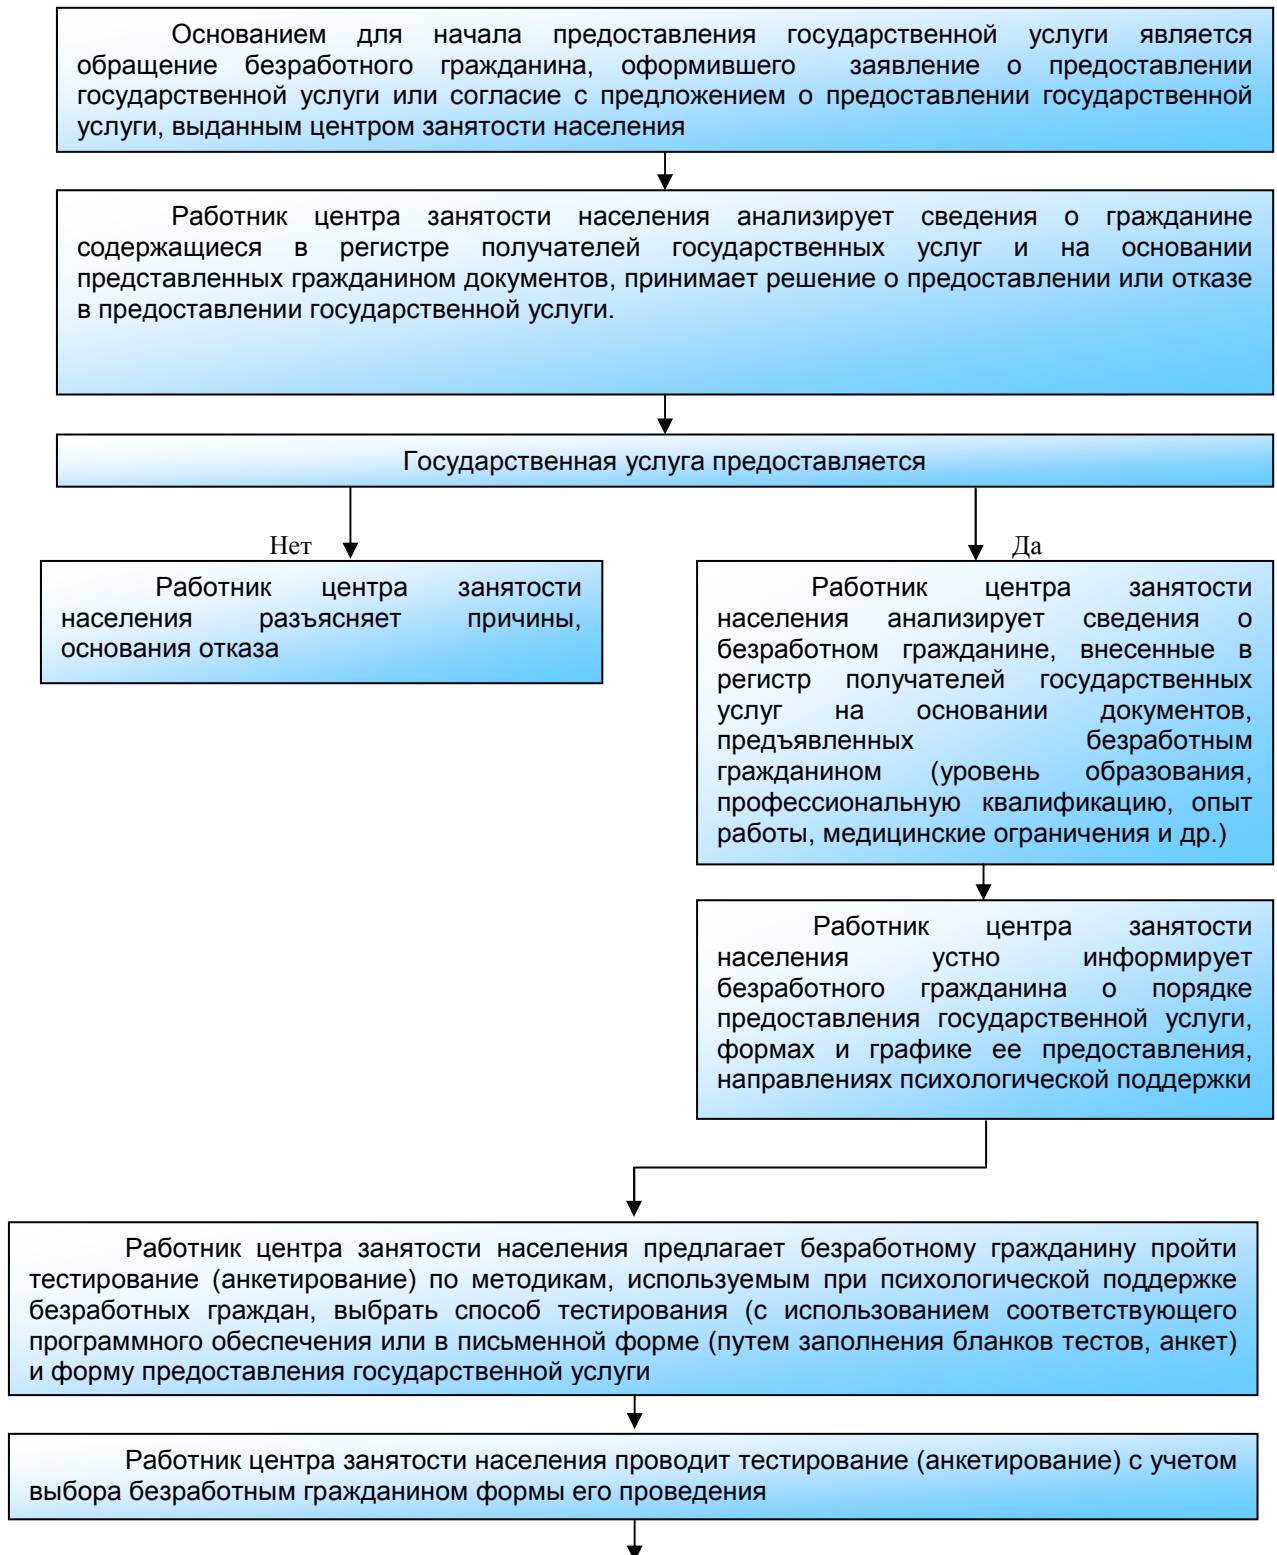 Основанием для начала предоставления государственной услуги является
обращение безработного гражданина, оформившего заявление о предоставлении
государственной услуги или согласие с предложением о предоставлении государственной
услуги, выданным центром занятости населения
Работник центра занятости населения анализирует сведения о гражданине
содержащиеся в регистре получателей государственных услуг и на основании
представленных гражданином документов, принимает решение о предоставлении или отказе
в предоставлении государственной услуги.
Государственная услуга предоставляется
Нет
Да
Работник центра занятости
населения разъясняет причины,
основания отказа
Работник центра занятости
населения анализирует сведения о
безработном гражданине, внесенные в
регистр получателей государственных
услуг на основании документов,
предъявленных безработным
гражданином (уровень образования,
профессиональную квалификацию, опыт
работы, медицинские ограничения и др.)
Работник центра занятости
населения устно информирует
безработного гражданина о порядке
предоставления государственной услуги,
формах и графике ее предоставления,
направлениях психологической поддержки
Работник центра занятости населения предлагает безработному гражданину пройти
тестирование (анкетирование) по методикам, используемым при психологической поддержке
безработных граждан, выбрать способ тестирования (с использованием соответствующего
программного обеспечения или в письменной форме (путем заполнения бланков тестов, анкет)
и форму предоставления государственной услуги
Работник центра занятости населения проводит тестирование (анкетирование) с учетом
выбора безработным гражданином формы его проведения